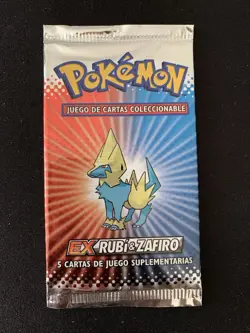 POKéMON
JUEGO DE CARTAS COLECCIONABLE
EX RUBÍ & ZAFIRO
5 CARTAS DE JUEGO SUPLEMENTARIAS